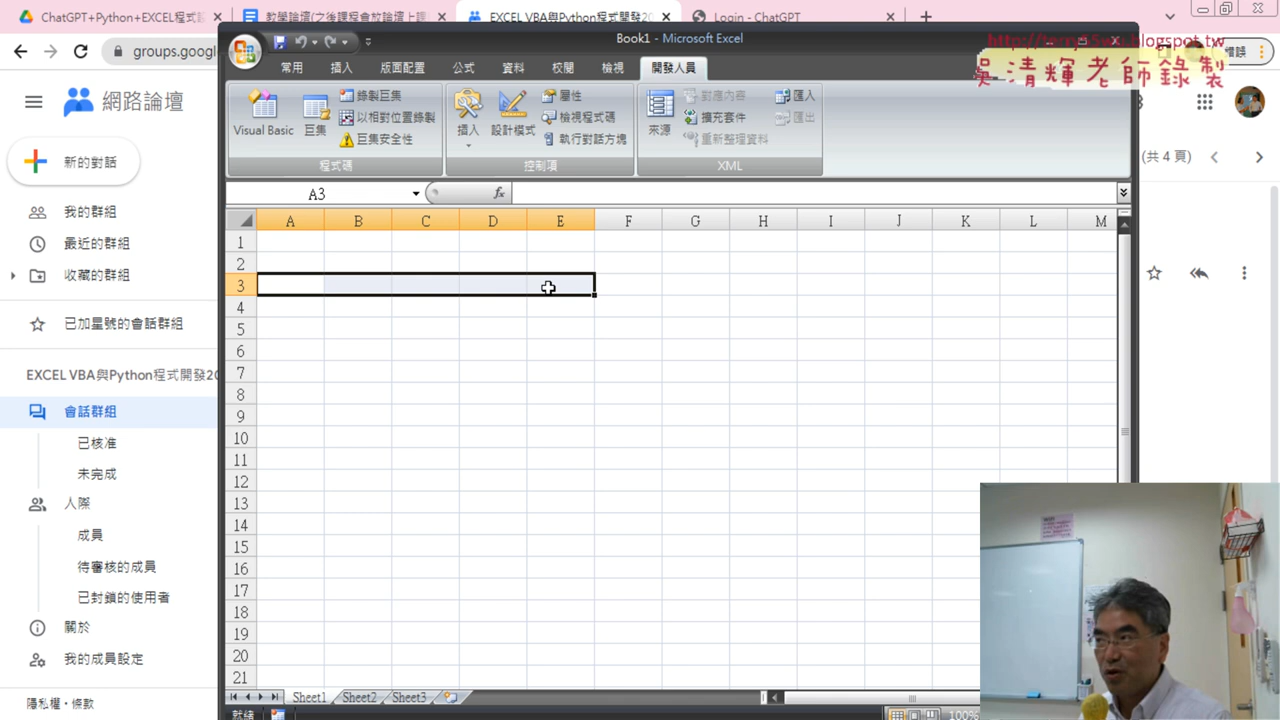 ChatGPT+Python+EXCEL程式設
教學論壇(之後課程會放論壇上課
EXCEL VBA與Python程式開發20
Login - ChatGPT
groups.googl
http://terry55wu.blogspot.tw
吳清輝老師錄製
錯誤
網路論壇
新的對話
我的群組
最近的群組
收藏的群組
已加星號的會話群組
EXCEL VBA與Python程式開發20
會話群組
已核准
未完成
人際
成員
待審核的成員
已封鎖的使用者
關於
我的成員設定
隱私權・條款
(共 4 頁)
Book1 - Microsoft Excel
常用 插入 版面配置 公式 資料 校閱 檢視 開發人員
Visual Basic 巨集 錄製巨集 以相對位置錄製 巨集安全性
程式碼
插入 設計模式 屬性 檢視程式碼 執行對話方塊
控制項
來源 對應內容 擴充套件 重新整理資料 匯入 匯出
XML
A3 fx
A B C D E F G H I J K L M
1
2
3
4
5
6
7
8
9
10
11
12
13
14
15
16
17
18
19
20
21
Sheet1 Sheet2 Sheet3
就緒 100%